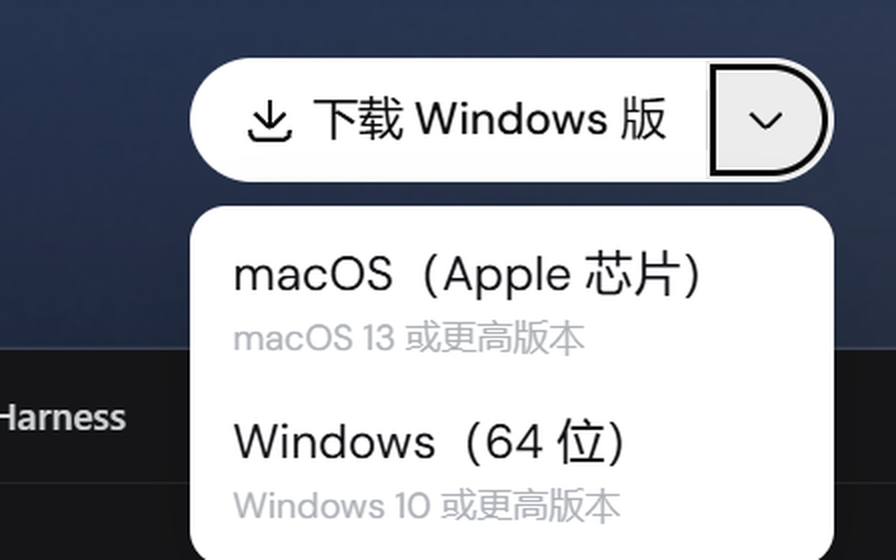 下载 Windows 版
macOS（Apple 芯片）
macOS 13 或更高版本
Harness
Windows（64 位）
Windows 10 或更高版本